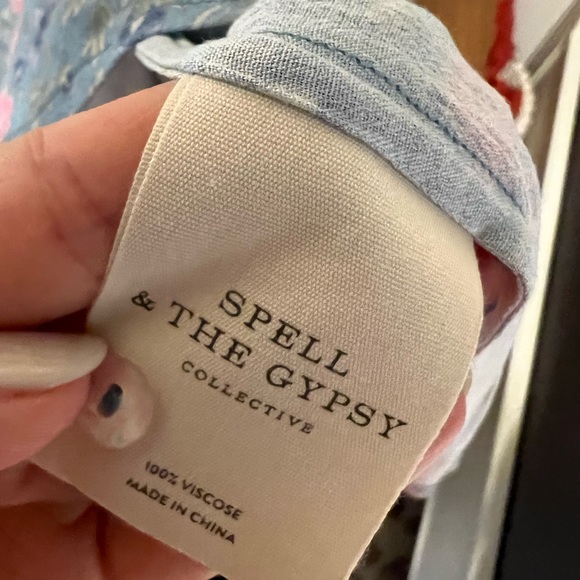 SPELL
& THE GYPSY
COLLECTIVE
100% VISCOSE
MADE IN CHINA